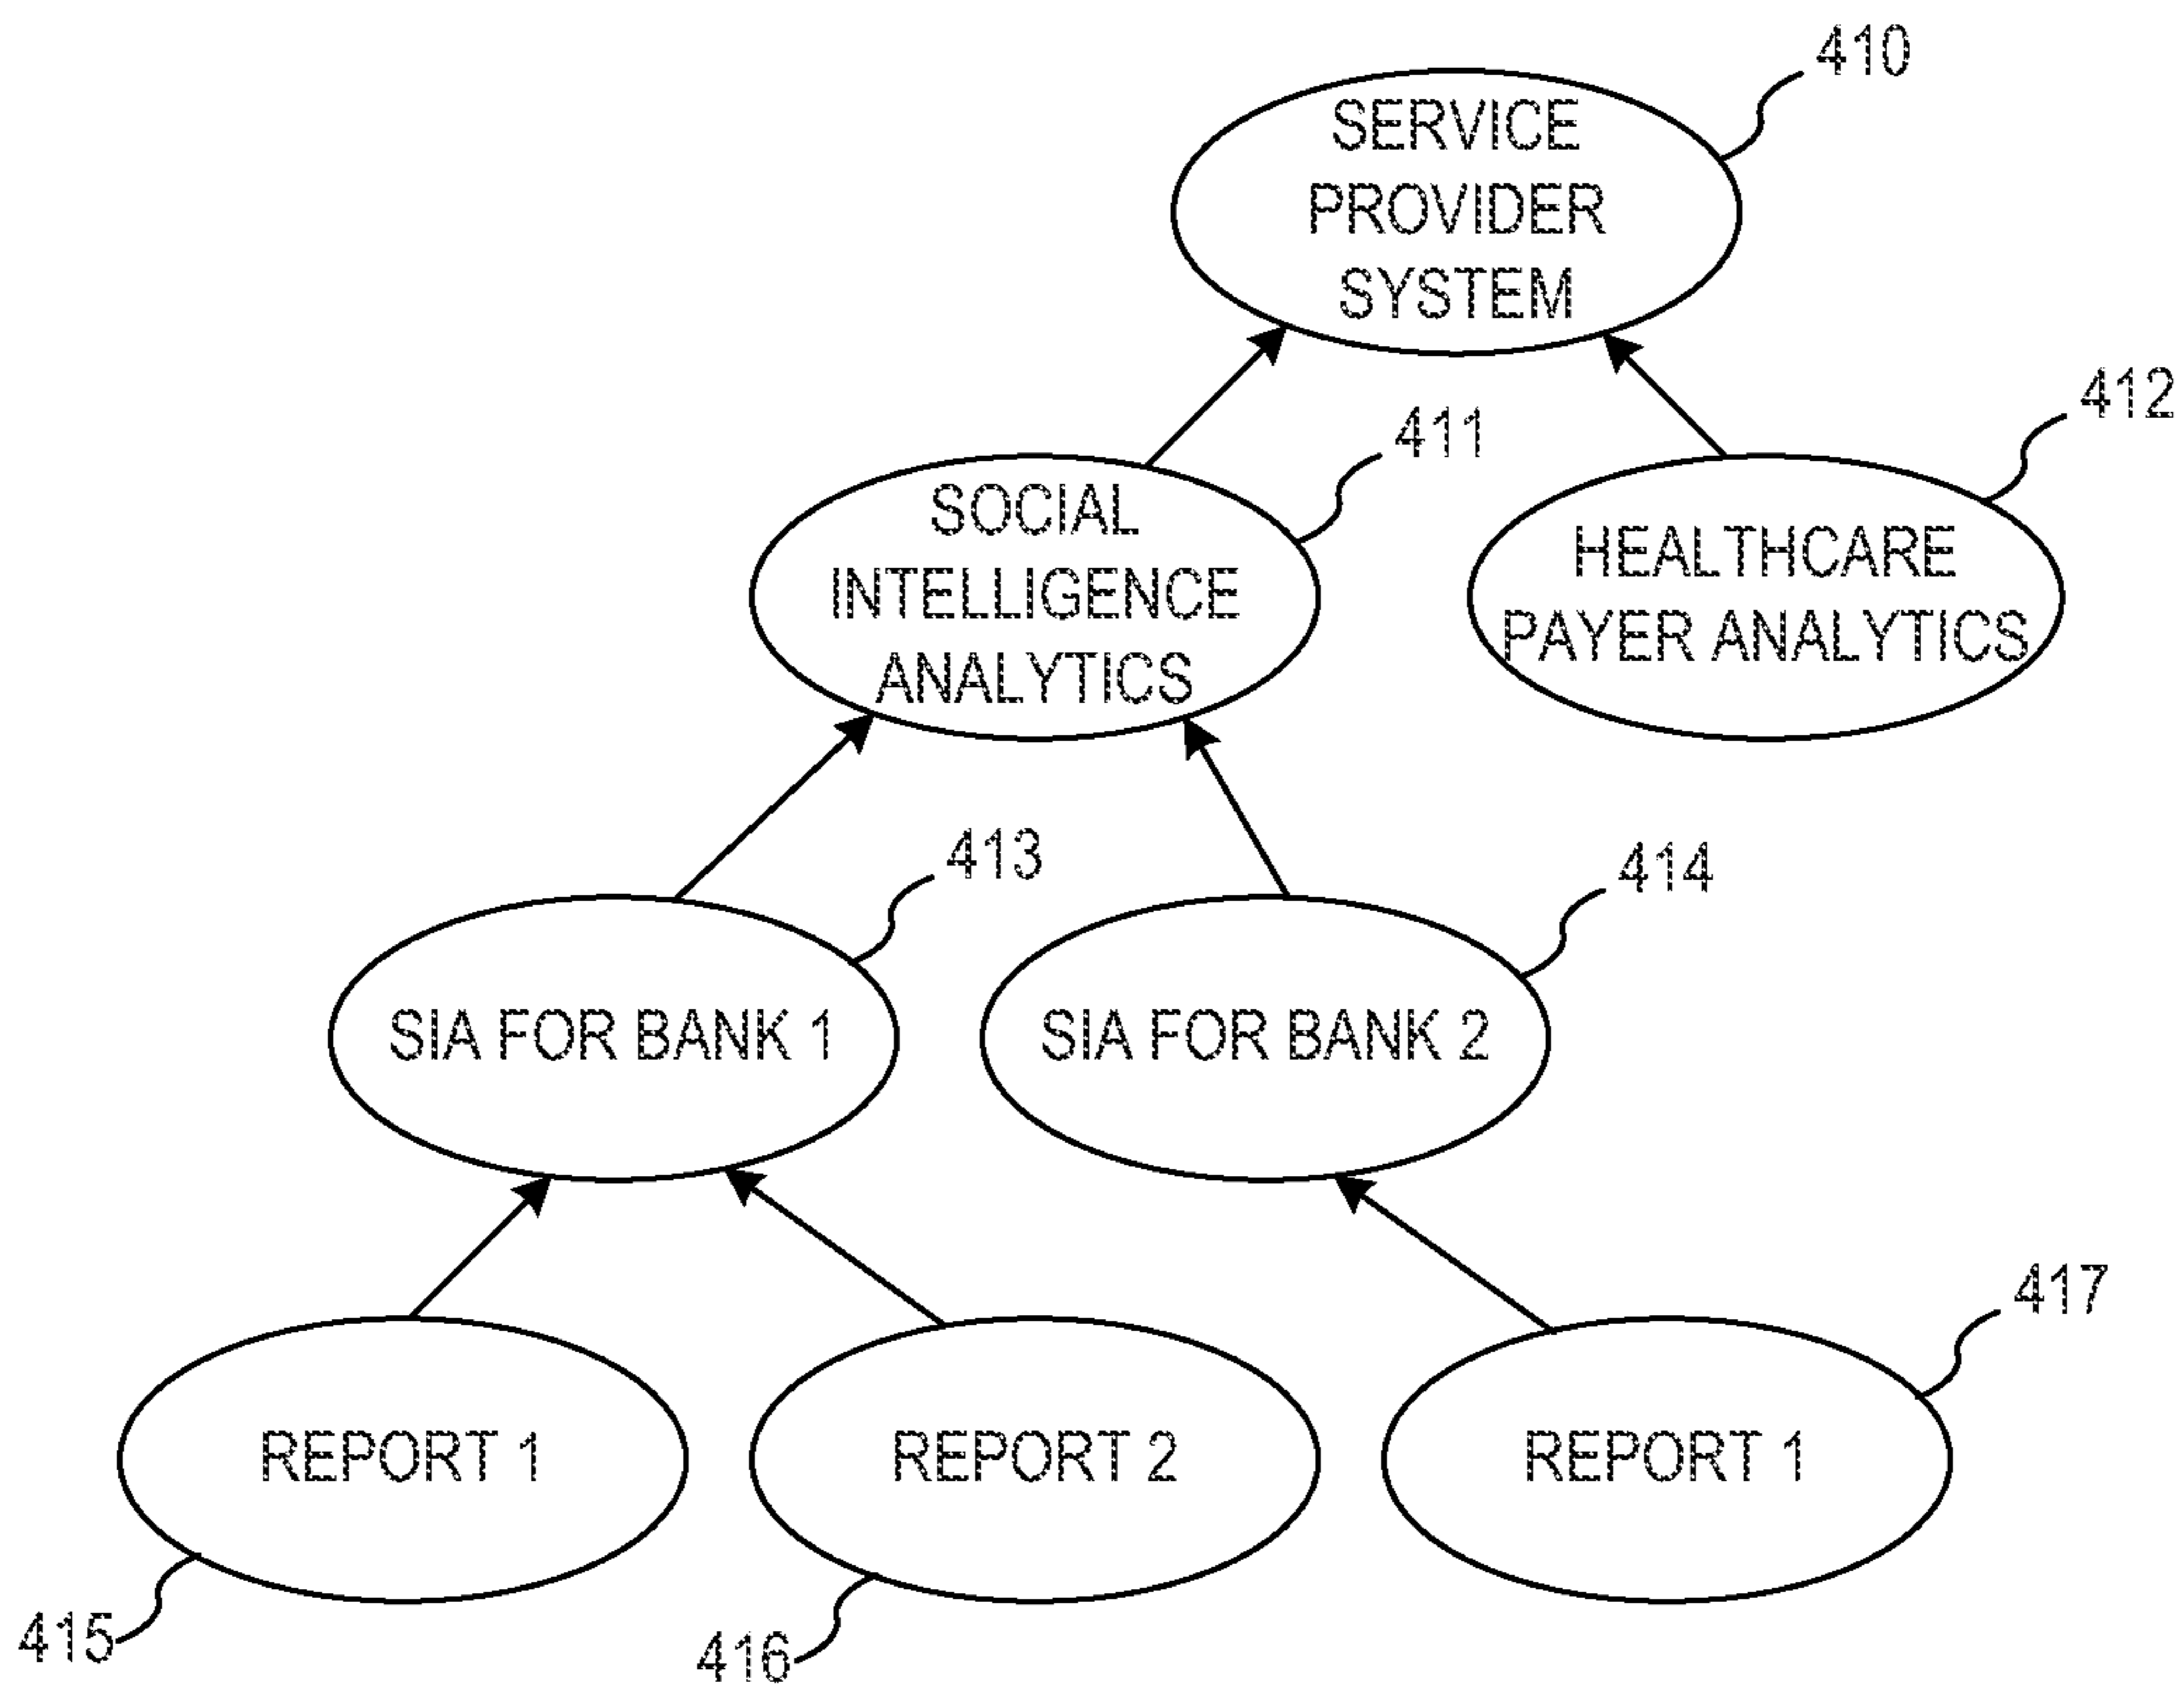 410
SERVICE
PROVIDER
SYSTEM
412
411
SOCIAL
INTELLIGENCE
ANALYTICS
HEALTHCARE
PAYER ANALYTICS
413
414
SIA FOR BANK 1
SIA FOR BANK 2
417
REPORT 1
REPORT 2
REPORT 1
415
416